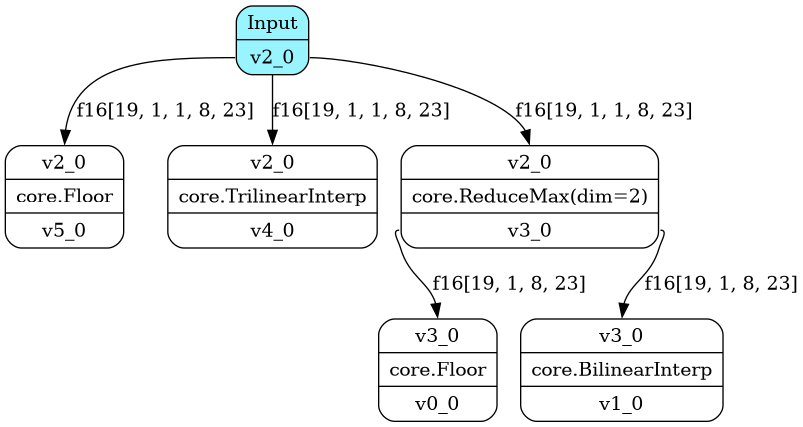 Input
v2_0
f16[19, 1, 1, 8, 23]
f16[19, 1, 1, 8, 23]
f16[19, 1, 1, 8, 23]
v2_0
core.Floor
v5_0
v2_0
core.TrilinearInterp
v4_0
v2_0
core.ReduceMax(dim=2)
v3_0
f16[19, 1, 8, 23]
f16[19, 1, 8, 23]
v3_0
core.Floor
v0_0
v3_0
core.BilinearInterp
v1_0